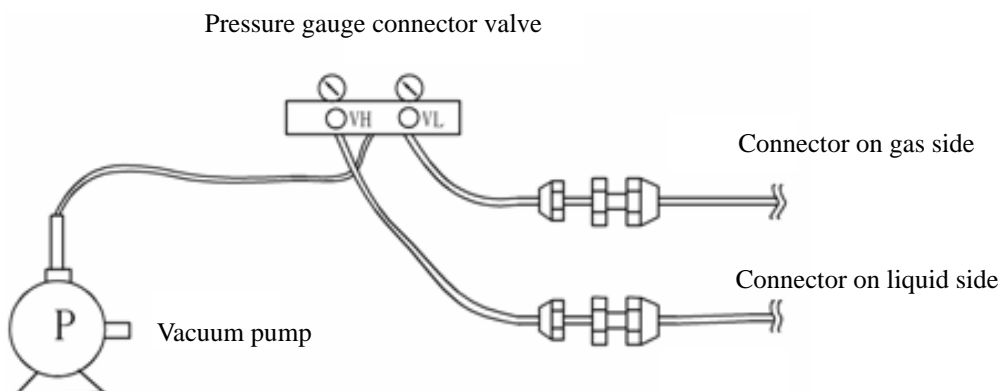 Pressure gauge connector valve
VH
VL
Connector on gas side
Connector on liquid side
P
Vacuum pump